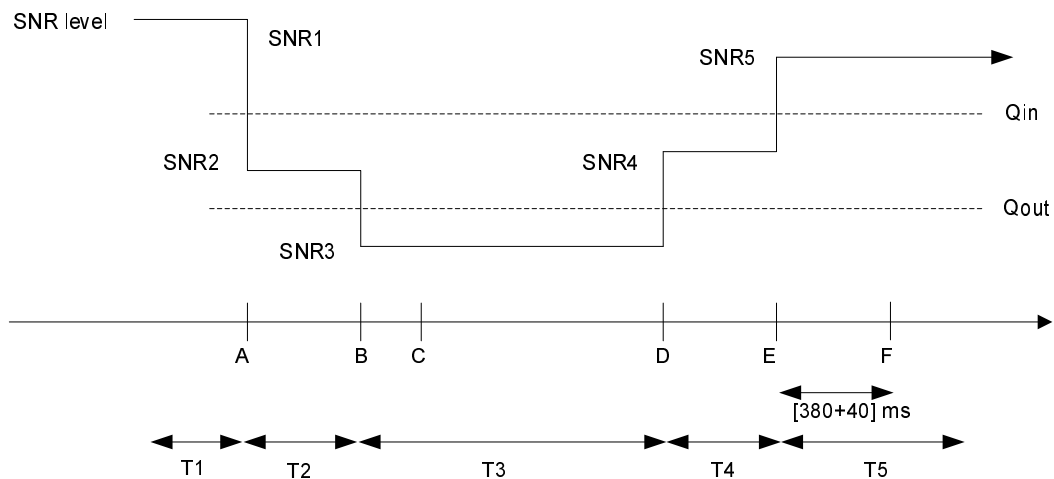 SNR level
SNR1
SNR5
Qin
SNR2
SNR4
Qout
SNR3
A
B
C
D
E
F
[380+40] ms
T1
T2
T3
T4
T5